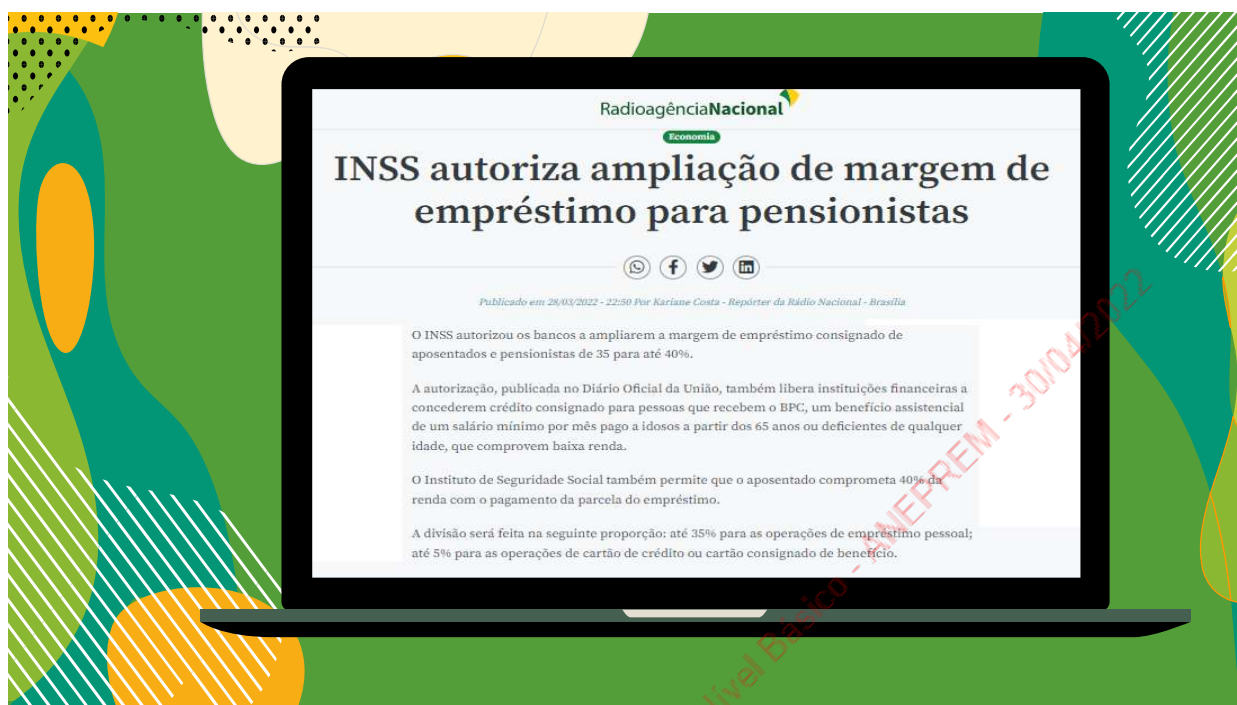 RadioagênciaNacional
Economia
INSS autoriza ampliação de margem de
empréstimo para pensionistas
Publicado em 28/03/2022 - 22:50 Por Kariane Costa - Repórter da Rádio Nacional - Brasília
O INSS autorizou os bancos a ampliarem a margem de empréstimo consignado de
aposentados e pensionistas de 35 para até 40%.
A autorização, publicada no Diário Oficial da União, também libera instituições financeiras a
concederem crédito consignado para pessoas que recebem o BPC, um benefício assistencial
de um salário mínimo por mês pago a idosos a partir dos 65 anos ou deficientes de qualquer
idade, que comprovem baixa renda.
O Instituto de Seguridade Social também permite que o aposentado comprometa 40% da
renda com o pagamento da parcela do empréstimo.
A divisão será feita na seguinte proporção: até 35% para as operações de empréstimo pessoal;
até 5% para as operações de cartão de crédito ou cartão consignado de benefício.
Básico - ANEPREM - 30/04/2022